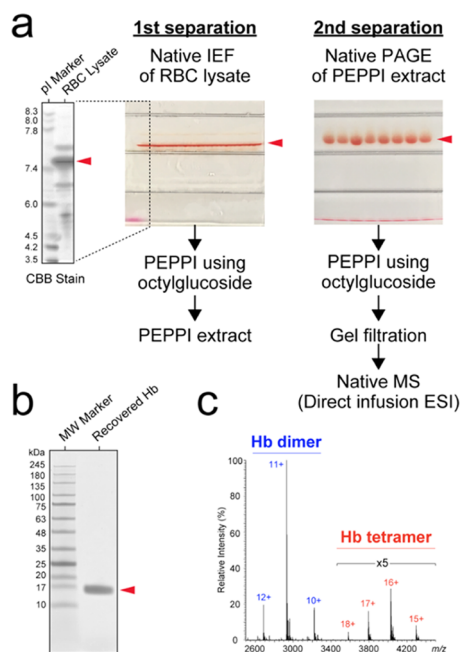 a
1st separation
Native IEF
of RBC lysate
2nd separation
Native PAGE
of PEPPI extract
pI Marker
RBC Lysate
8.3
8.0
7.8
7.4
6.0
4.5
4.2
3.5
CBB Stain
PEPPI using
octylglucoside
PEPPI extract
PEPPI using
octylglucoside
Gel filtration
Native MS
(Direct infusion ESI)
b
MW Marker
Recovered Hb
kDa
245
180
135
100
75
63
48
35
25
20
17
10
c
Hb dimer
Hb tetramer
x5
Relative Intensity (%)
100
80
60
40
20
0
12+
11+
10+
18+
17+
16+
15+
2600
3000
3400
3800
4200
m/z